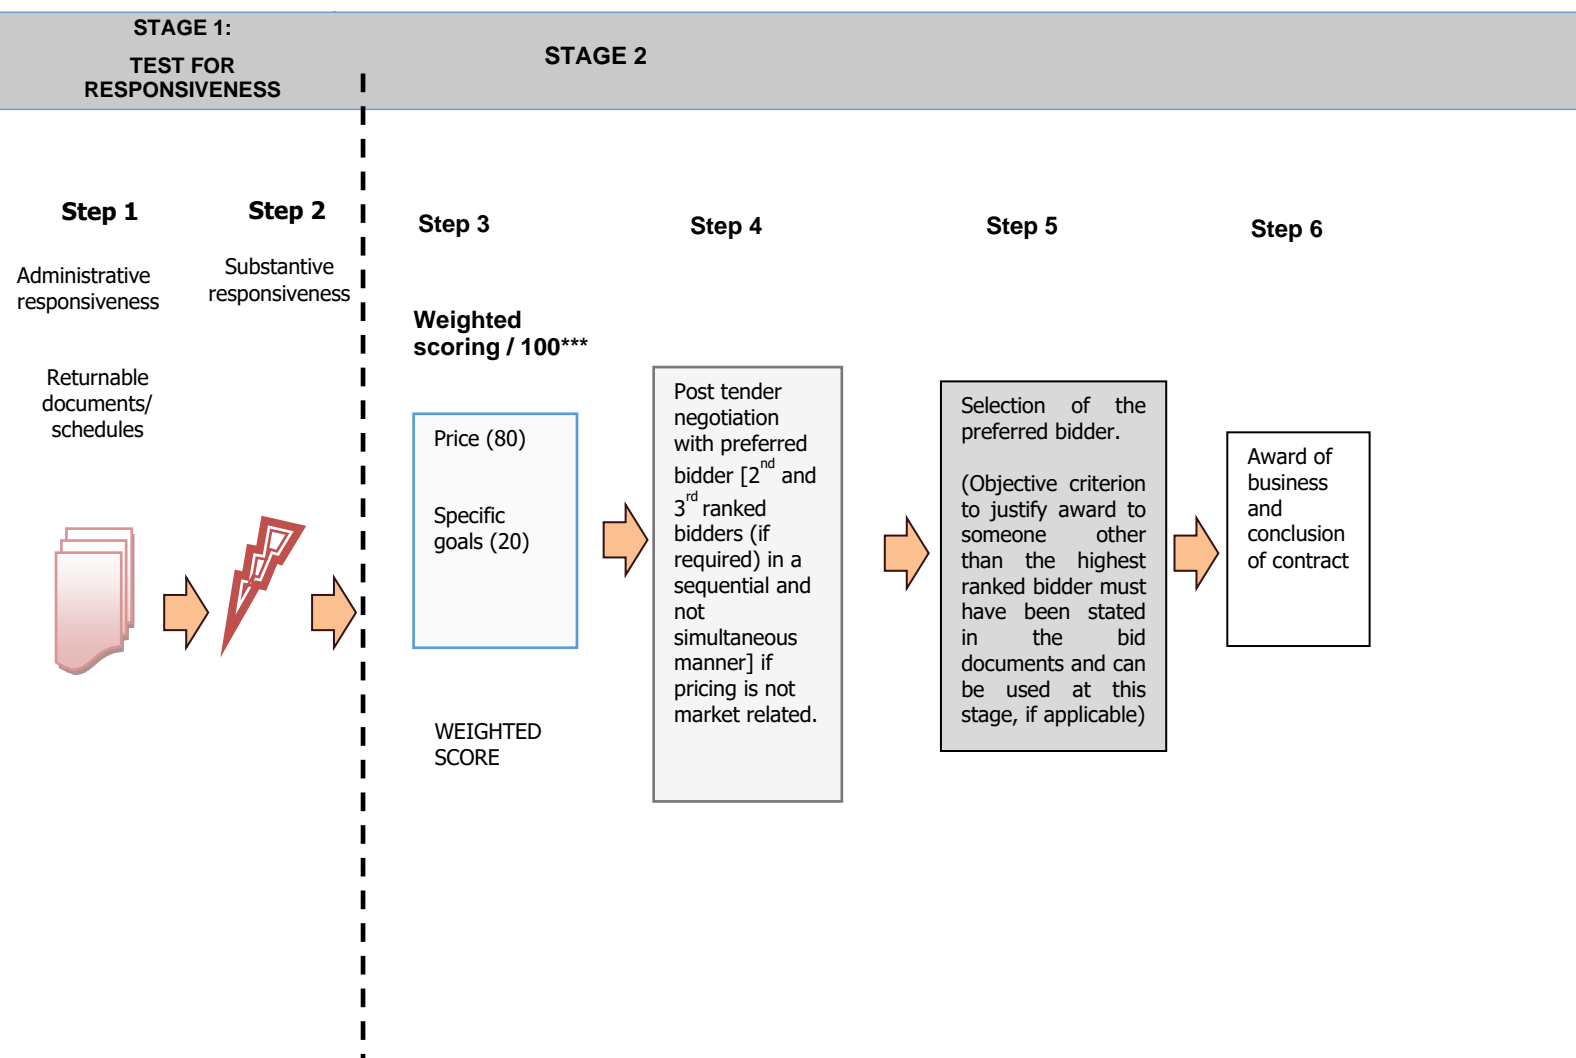 STAGE 1:
TEST FOR
RESPONSIVENESS
STAGE 2
Step 1
Administrative
responsiveness
Returnable
documents/
schedules
Step 2
Substantive
responsiveness
Step 3
Weighted
scoring / 100***
Price (80)
Specific
goals (20)
WEIGHTED
SCORE
Step 4
Post tender
negotiation
with preferred
bidder [2nd and
3rd ranked
bidders (if
required) in a
sequential and
not
simultaneous
manner] if
pricing is not
market related.
Step 5
Selection of the
preferred bidder.
(Objective criterion
to justify award to
someone other
than the highest
ranked bidder must
have been stated
in the bid
documents and can
be used at this
stage, if applicable)
Step 6
Award of
business
and
conclusion
of contract